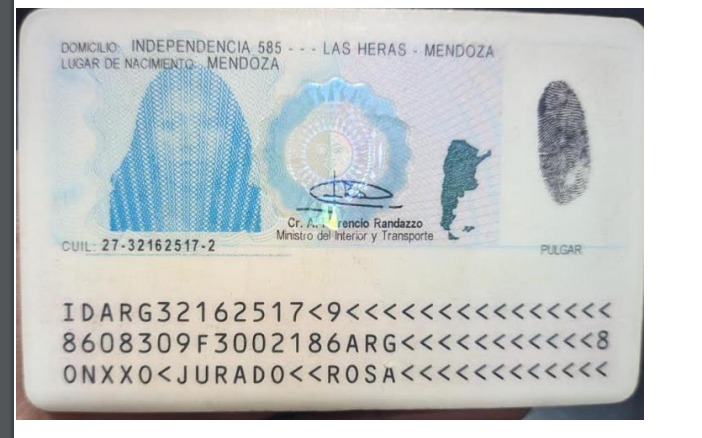 DOMICILIO: INDEPENDENCIA 585 - - - LAS HERAS - MENDOZA
LUGAR DE NACIMIENTO: MENDOZA
Cr. A. rencio Randazzo
Ministro del Interior y Transporte
CUIL: 27-32162517-2
PULGAR
IDARG32162517<9<<<<<<<<<<<<<<<
8608309F3002186ARG<<<<<<<<<<<8
ONXXO<JURADO<<ROSA<<<<<<<<<<<<